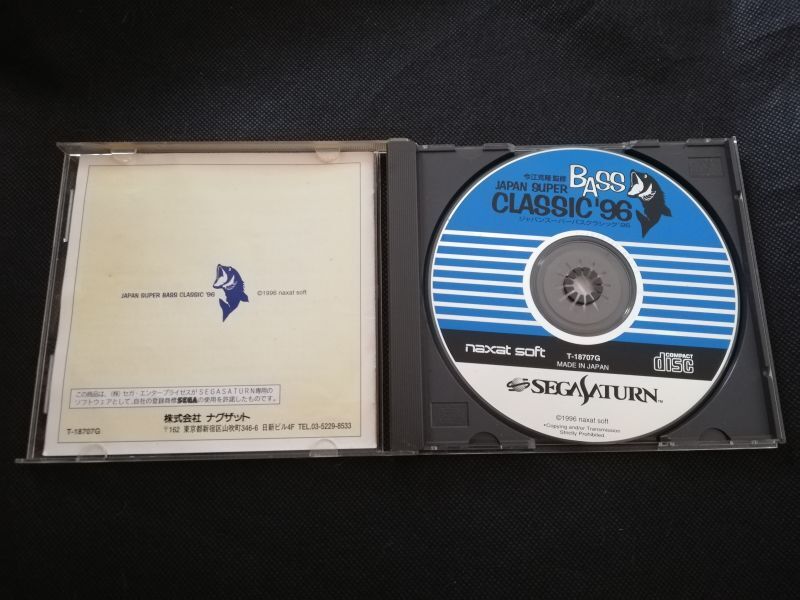 JAPAN SUPER BASS CLASSIC '96
©1996 naxat soft
この商品は、(株)セガ・エンタープライゼスがSEGASATURN専用の
ソフトウェアとして、自社の登録商標SEGAの使用を許諾したものです。
株式会社 ナグザット
〒162 東京都新宿区山吹町346-6 日新ビル4F TEL.03-5229-8533
T-18707G
今江克隆 監修
JAPAN SUPER BASS
CLASSIC '96
ジャパンスーパーバスクラシック'96
naxat soft
T-18707G
MADE IN JAPAN
COMPACT
disc
SEGASATURN™
©1996 naxat soft
•Copying and/or Transmission
Strictly Prohibited.